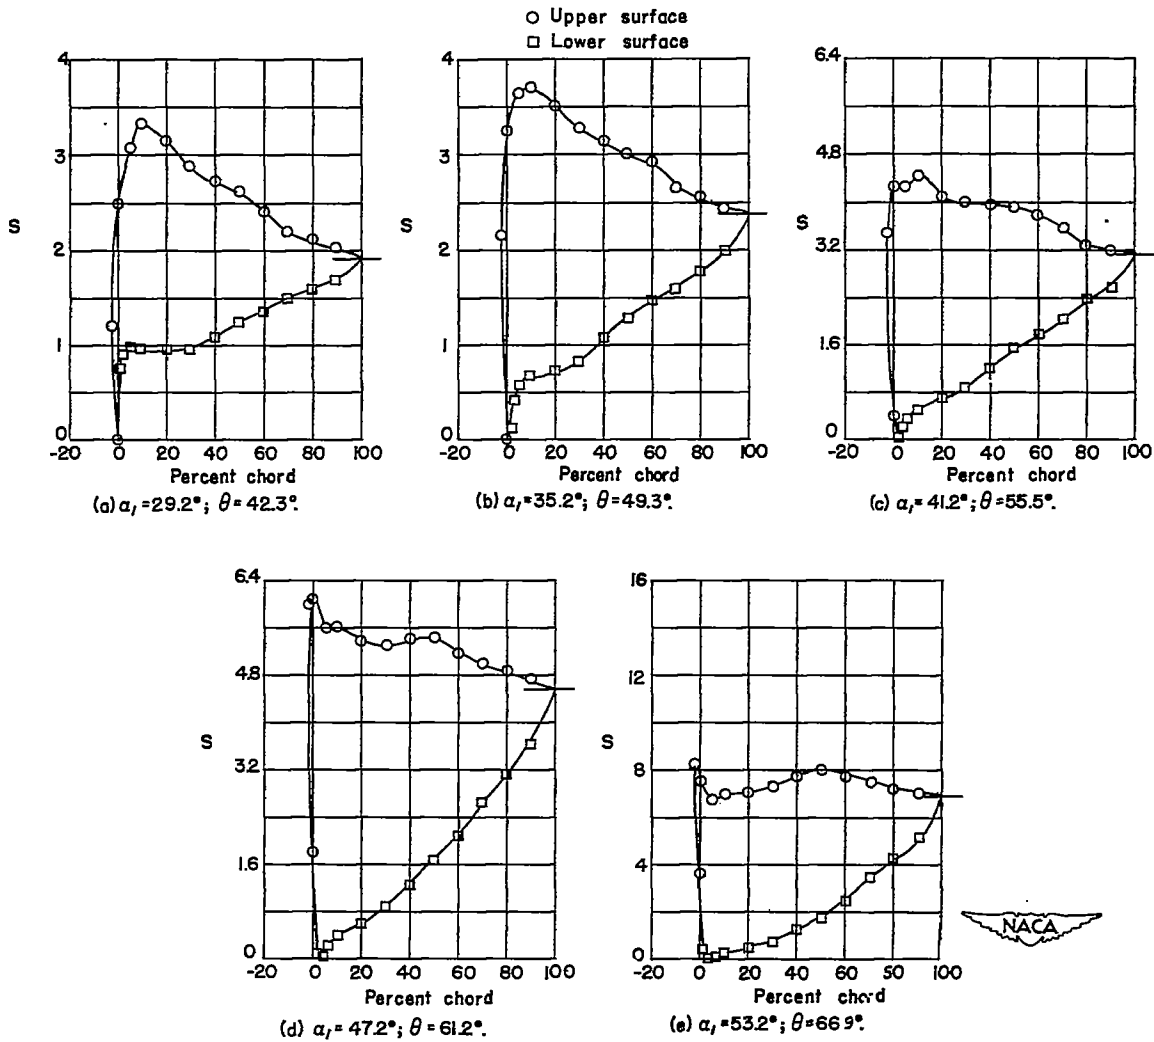 Upper surface
Lower surface
4
3
S
2
1
0
-20 0 20 40 60 80 100
Percent chord
(a) α₁ = 29.2°; θ = 42.3°.
4
3
S
2
1
0
-20 0 20 40 60 80 100
Percent chord
(b) α₁ = 35.2°; θ = 49.3°.
6.4
4.8
S
3.2
1.6
0
-20 0 20 40 60 80 100
Percent chord
(c) α₁ = 41.2°; θ = 55.5°.
6.4
4.8
S
3.2
1.6
0
-20 0 20 40 60 80 100
Percent chord
(d) α₁ = 47.2°; θ = 61.2°.
16
12
S
8
4
0
-20 0 20 40 60 80 100
Percent chord
(e) α₁ = 53.2°; θ = 66.9°.
NACA